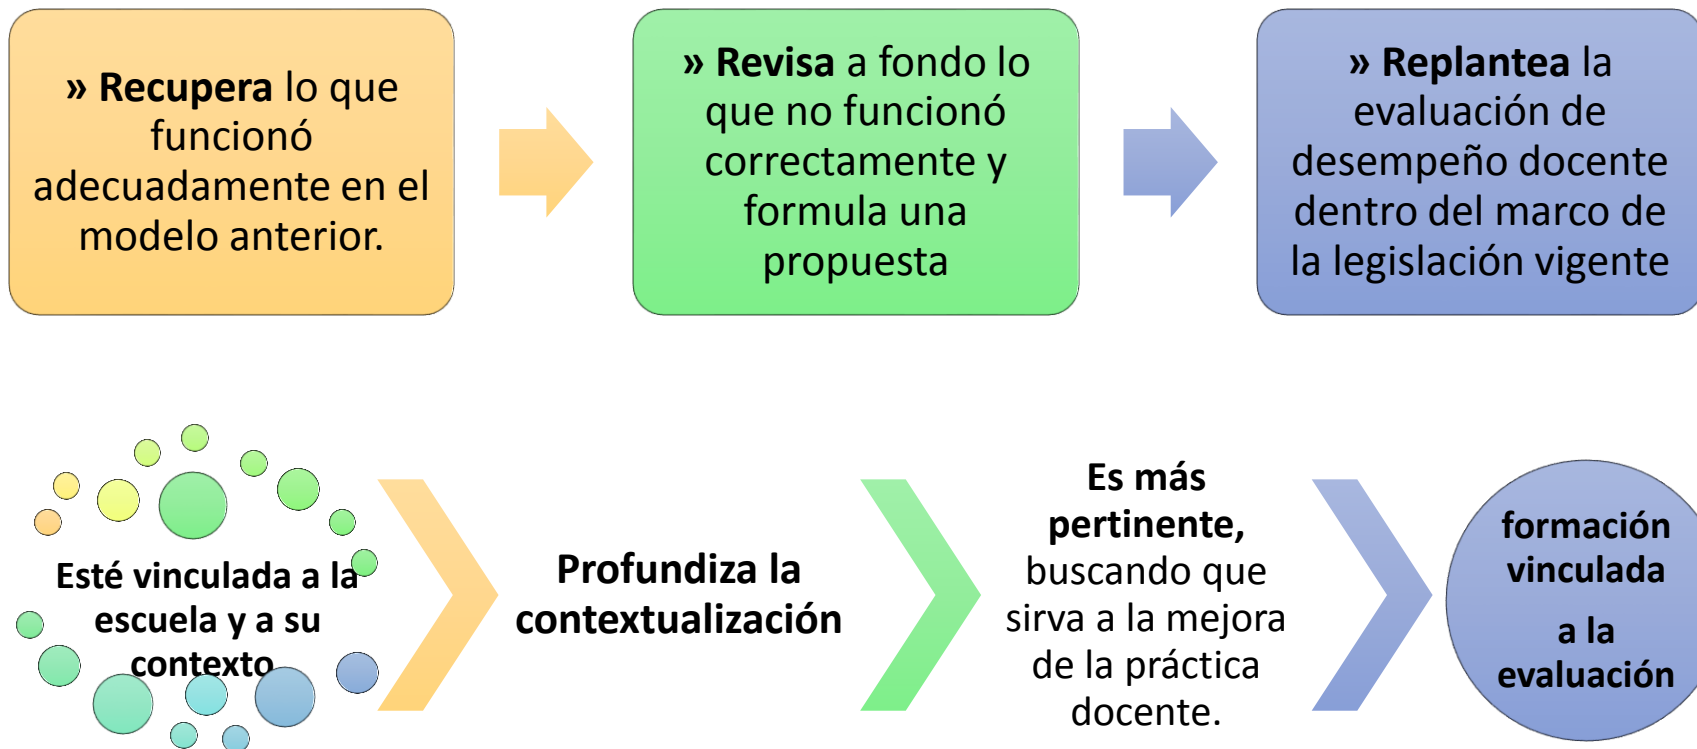 » Recupera lo que
funcionó
adecuadamente en el
modelo anterior.
» Revisa a fondo lo
que no funcionó
correctamente y
formula una
propuesta
» Replantea la
evaluación de
desempeño docente
dentro del marco de
la legislación vigente
Esté vinculada a la
escuela y a su
contexto
Profundiza la
contextualización
Es más
pertinente,
buscando que
sirva a la mejora
de la práctica
docente.
formación
vinculada
a la
evaluación